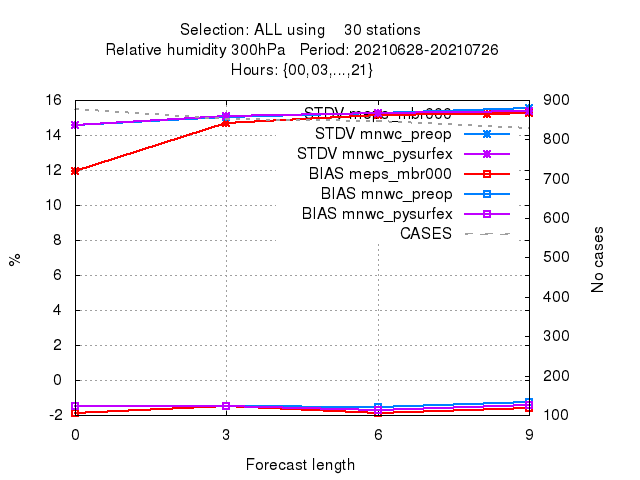 Selection: ALL using 30 stations
Relative humidity 300hPa Period: 20210628-20210726
Hours: {00,03,...,21}
16
14
12
10
8
6
4
2
0
-2
%
900
800
700
600
500
400
300
200
100
No cases
STDV meps_mbr000
STDV mnwc_preop
STDV mnwc_pysurfex
BIAS meps_mbr000
BIAS mnwc_preop
BIAS mnwc_pysurfex
CASES
0 3 6 9
Forecast length